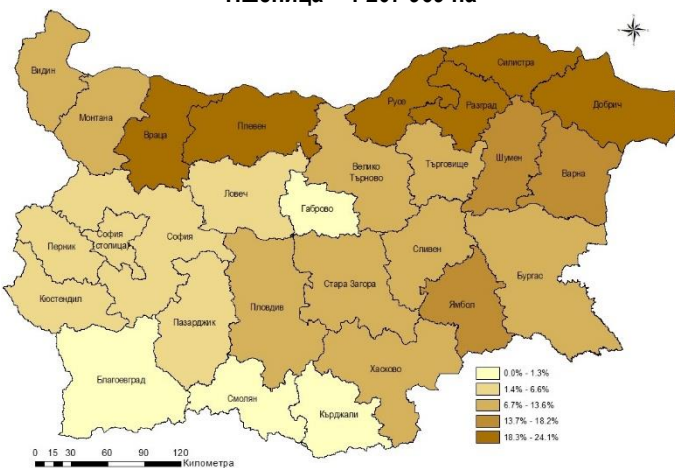 Видин
Монтана
Враца
Плевен
Русе
Силистра
Разград
Добрич
Шумен
Варна
Велико
Търново
Търговище
Ловеч
Габрово
София
(столица)
София
Перник
Кюстендил
Пазарджик
Пловдив
Стара Загора
Сливен
Бургас
Ямбол
Хасково
Благоевград
Смолян
Кърджали
0.0% - 1.3%
1.4% - 6.6%
6.7% - 13.6%
13.7% - 18.2%
18.3% - 24.1%
0 15 30 60 90 120
Километра